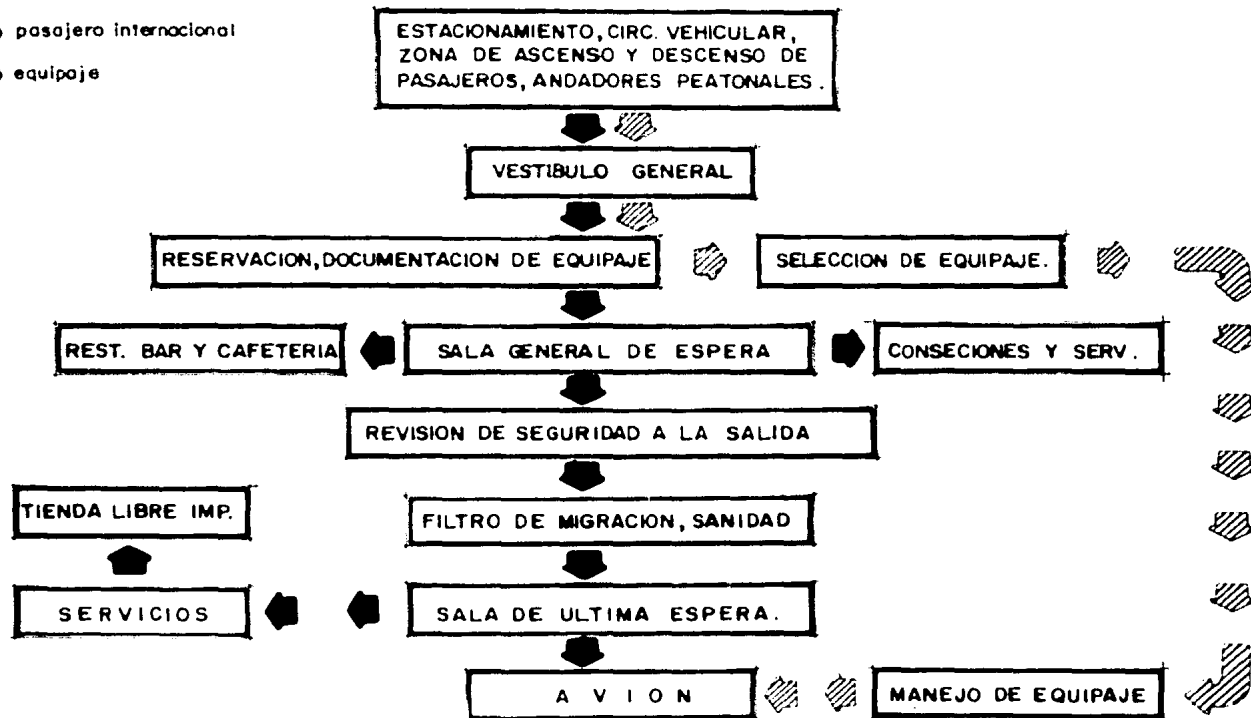 pasajero internacional
equipaje
ESTACIONAMIENTO, CIRC. VEHICULAR,
ZONA DE ASCENSO Y DESCENSO DE
PASAJEROS, ANDADORES PEATONALES.
VESTIBULO GENERAL
RESERVACION, DOCUMENTACION DE EQUIPAJE
SELECCION DE EQUIPAJE.
REST. BAR Y CAFETERIA
SALA GENERAL DE ESPERA
CONSECIONES Y SERV.
REVISION DE SEGURIDAD A LA SALIDA
TIENDA LIBRE IMP.
FILTRO DE MIGRACION, SANIDAD
SERVICIOS
SALA DE ULTIMA ESPERA.
AVION
MANEJO DE EQUIPAJE